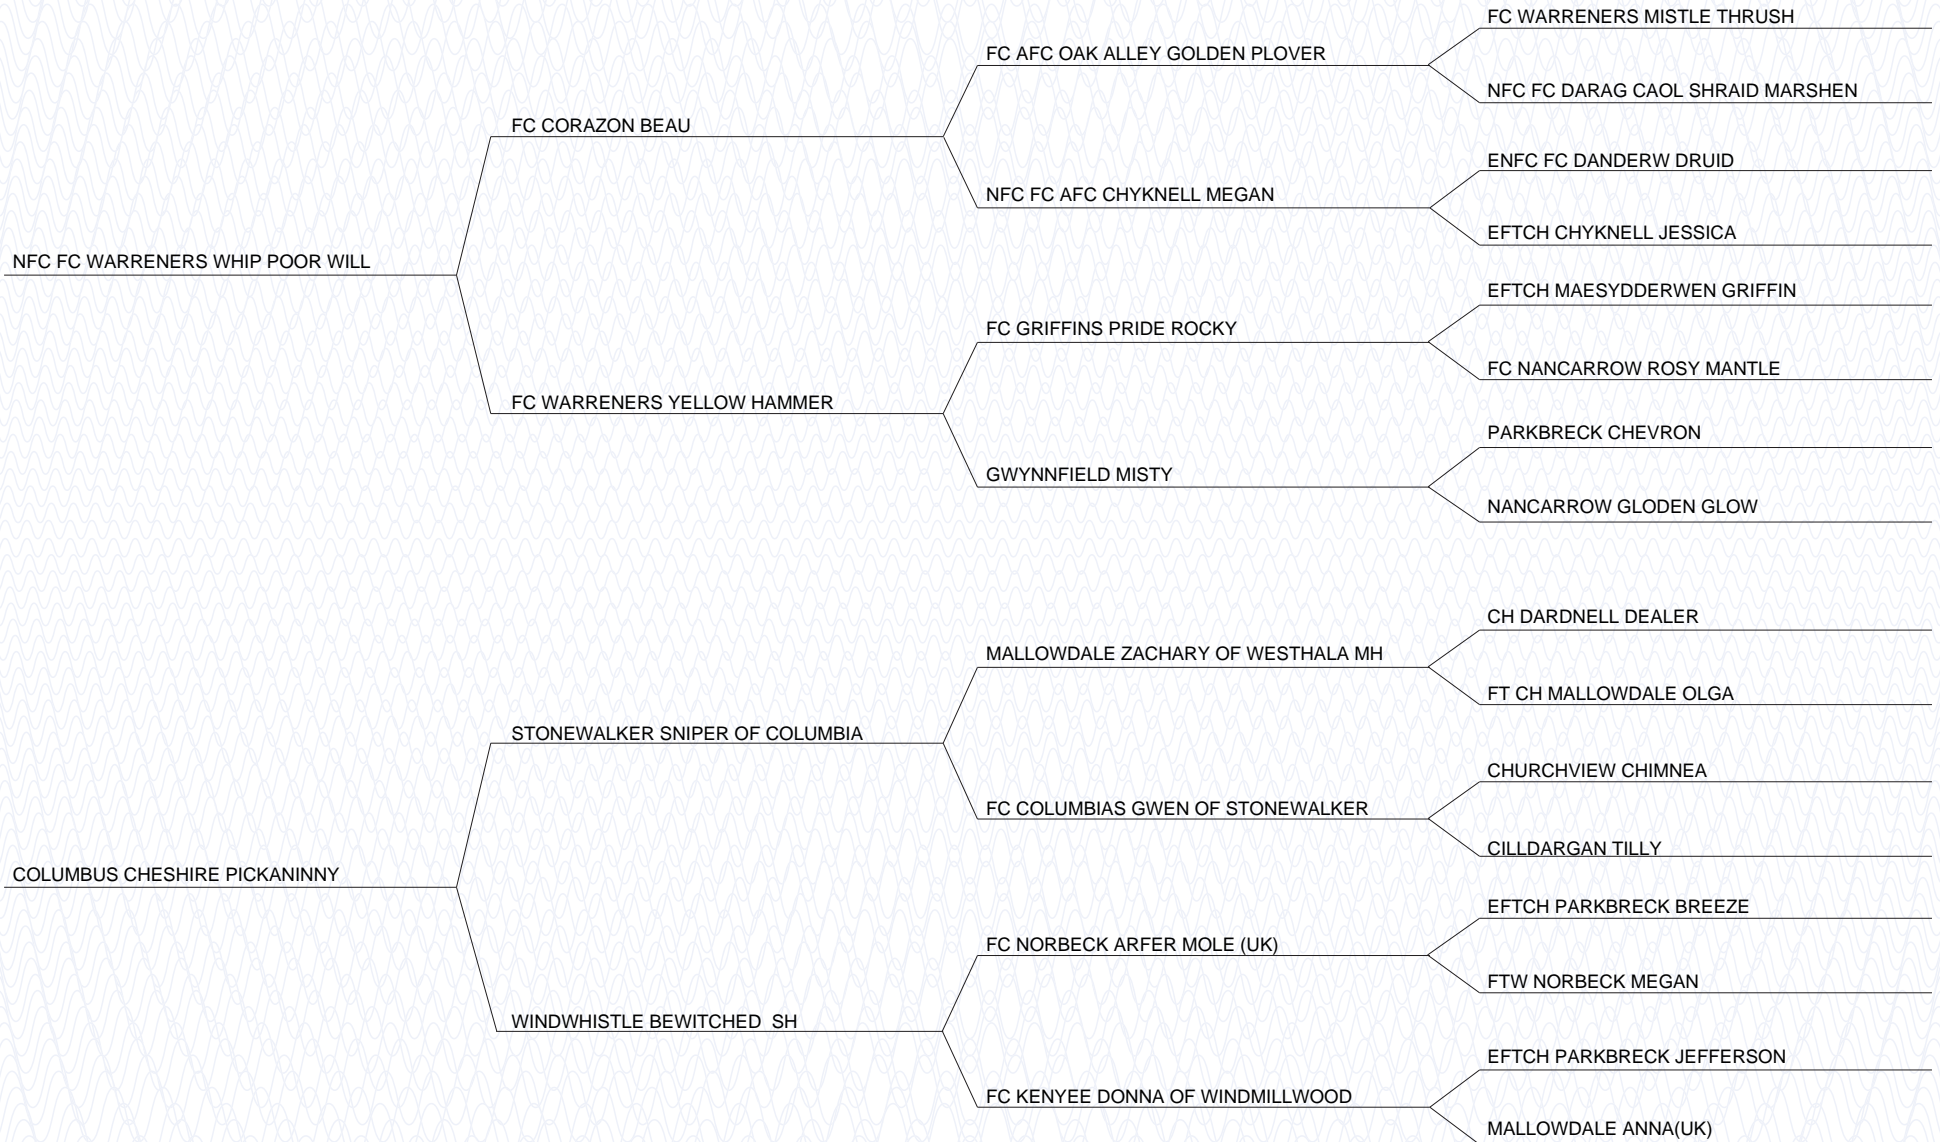 FC WARRENERS MISTLE THRUSH
FC AFC OAK ALLEY GOLDEN PLOVER
NFC FC DARAG CAOL SHRAID MARSHEN
FC CORAZON BEAU
ENFC FC DANDERW DRUID
NFC FC AFC CHYKNELL MEGAN
EFTCH CHYKNELL JESSICA
NFC FC WARRENERS WHIP POOR WILL
EFTCH MAESYDDERWEN GRIFFIN
FC GRIFFINS PRIDE ROCKY
FC NANCARROW ROSY MANTLE
FC WARRENERS YELLOW HAMMER
PARKBRECK CHEVRON
GWYNNFIELD MISTY
NANCARROW GLODEN GLOW
CH DARDNELL DEALER
MALLOWDALE ZACHARY OF WESTHALA MH
FT CH MALLOWDALE OLGA
STONEWALKER SNIPER OF COLUMBIA
CHURCHVIEW CHIMNEA
FC COLUMBIAS GWEN OF STONEWALKER
CILLDARGAN TILLY
COLUMBUS CHESHIRE PICKANINNY
EFTCH PARKBRECK BREEZE
FC NORBECK ARFER MOLE (UK)
FTW NORBECK MEGAN
WINDWHISTLE BEWITCHED  SH
EFTCH PARKBRECK JEFFERSON
FC KENYEE DONNA OF WINDMILLWOOD
MALLOWDALE ANNA(UK)